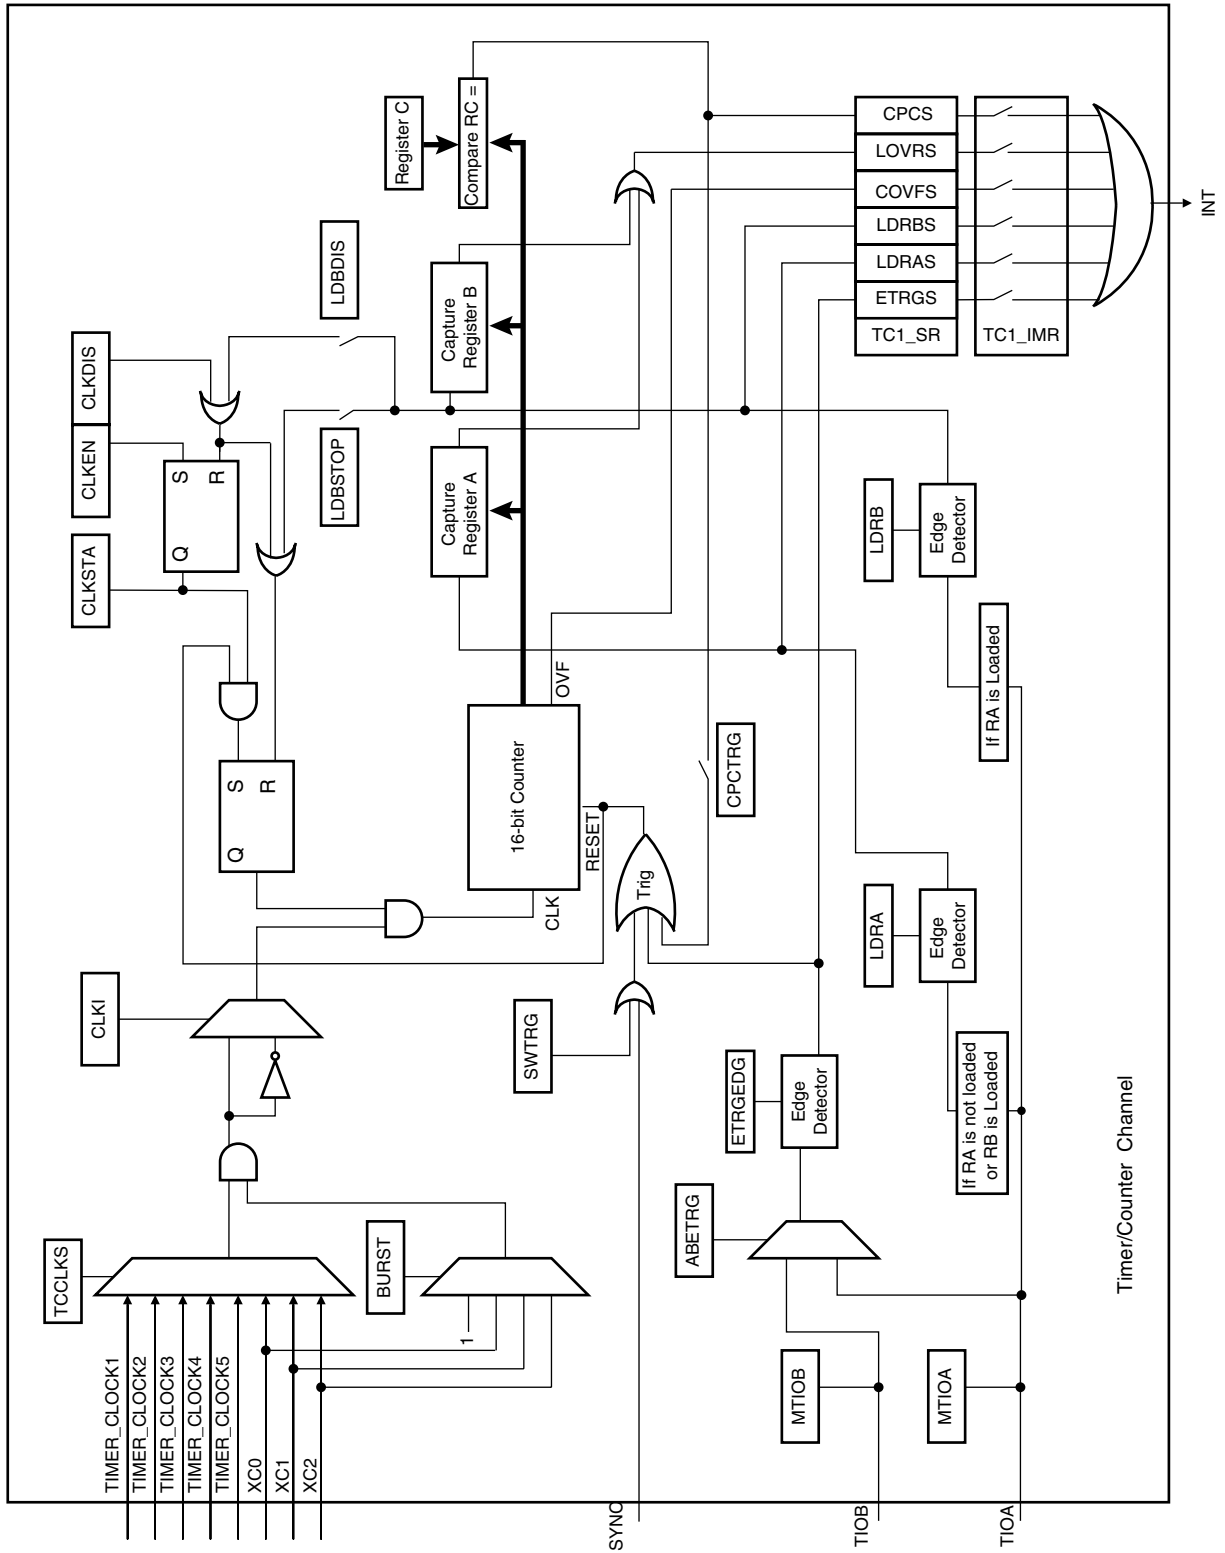 TCCLKS
TIMER_CLOCK1
TIMER_CLOCK2
TIMER_CLOCK3
TIMER_CLOCK4
TIMER_CLOCK5
XC0
XC1
XC2
CLKI
CLKSTA
CLKEN
CLKDIS
Q
S
R
Q
S
R
BURST
1
LDBSTOP
LDBDIS
Register C
Capture
Register A
Capture
Register B
Compare RC =
16-bit Counter
CLK
OVF
RESET
SWTRG
SYNC
Trig
CPCTRG
ABETRG
ETRGEDG
Edge
Detector
MTIOB
TIOB
MTIOA
TIOA
LDRA
Edge
Detector
If RA is not loaded
or RB is Loaded
LDRB
Edge
Detector
If RA is Loaded
CPCS
LOVRS
COVFS
LDRBS
LDRAS
ETRGS
TC1_SR
TC1_IMR
INT
Timer/Counter Channel